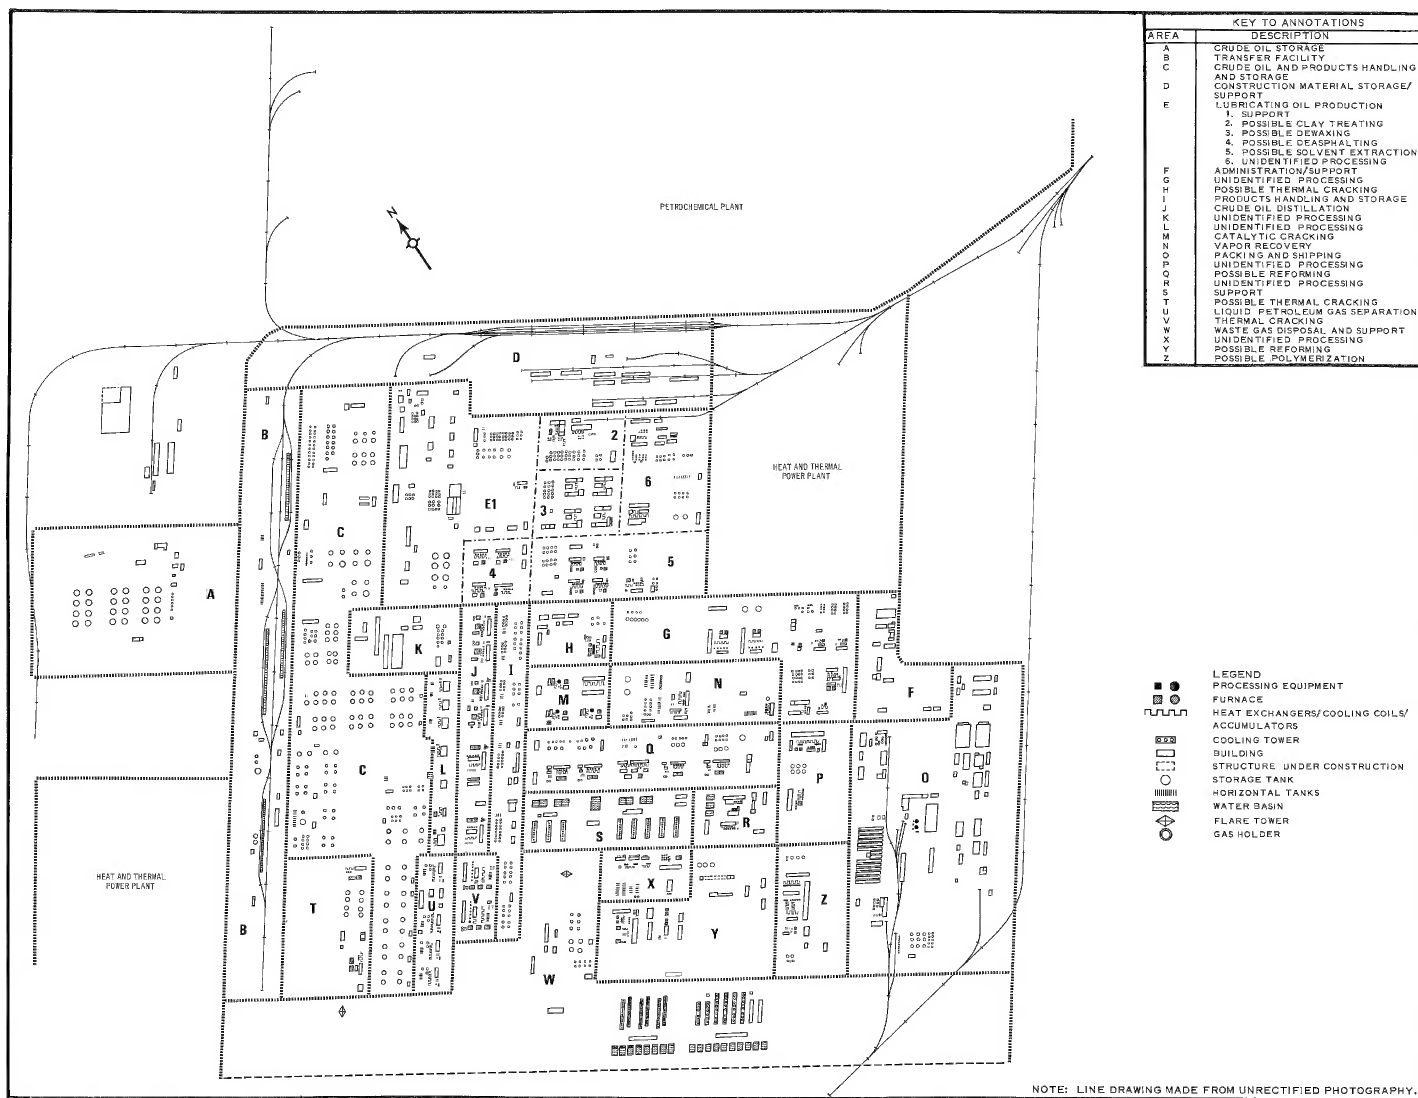 KEY TO ANNOTATIONS
AREA DESCRIPTION
A CRUDE OIL STORAGE
B TRANSFER FACILITY
C CRUDE OIL AND PRODUCTS HANDLING
AND STORAGE
D CONSTRUCTION MATERIAL STORAGE/
SUPPORT
E LUBRICATING OIL PRODUCTION
1. SUPPORT
2. POSSIBLE CLAY TREATING
3. POSSIBLE DEWAXING
4. POSSIBLE DEASPHALTING
5. POSSIBLE SOLVENT EXTRACTION
6. UNIDENTIFIED PROCESSING
F ADMINISTRATION/SUPPORT
G UNIDENTIFIED PROCESSING
H POSSIBLE THERMAL CRACKING
I PRODUCTS HANDLING AND STORAGE
J CRUDE OIL DISTILLATION
K UNIDENTIFIED PROCESSING
L UNIDENTIFIED PROCESSING
M CATALYTIC CRACKING
N VAPOR RECOVERY
O PACKING AND SHIPPING
P UNIDENTIFIED PROCESSING
Q POSSIBLE REFORMING
R UNIDENTIFIED PROCESSING
S SUPPORT
T POSSIBLE THERMAL CRACKING
U LIQUID PETROLEUM GAS SEPARATION
V THERMAL CRACKING
W WASTE GAS DISPOSAL AND SUPPORT
X UNIDENTIFIED PROCESSING
Y POSSIBLE REFORMING
Z POSSIBLE POLYMERIZATION
PETROCHEMICAL PLANT
N
D
B
2
HEAT AND THERMAL
POWER PLANT
6
E1
3
C
5
4
A
G
H
K
I
J
N
F
M
Q
C
L
P
O
S
R
X
Z
HEAT AND THERMAL
POWER PLANT
T
U
V
B
Y
W
LEGEND
PROCESSING EQUIPMENT
FURNACE
HEAT EXCHANGERS/COOLING COILS/
ACCUMULATORS
COOLING TOWER
BUILDING
STRUCTURE UNDER CONSTRUCTION
STORAGE TANK
HORIZONTAL TANKS
WATER BASIN
FLARE TOWER
GAS HOLDER
NOTE: LINE DRAWING MADE FROM UNRECTIFIED PHOTOGRAPHY.